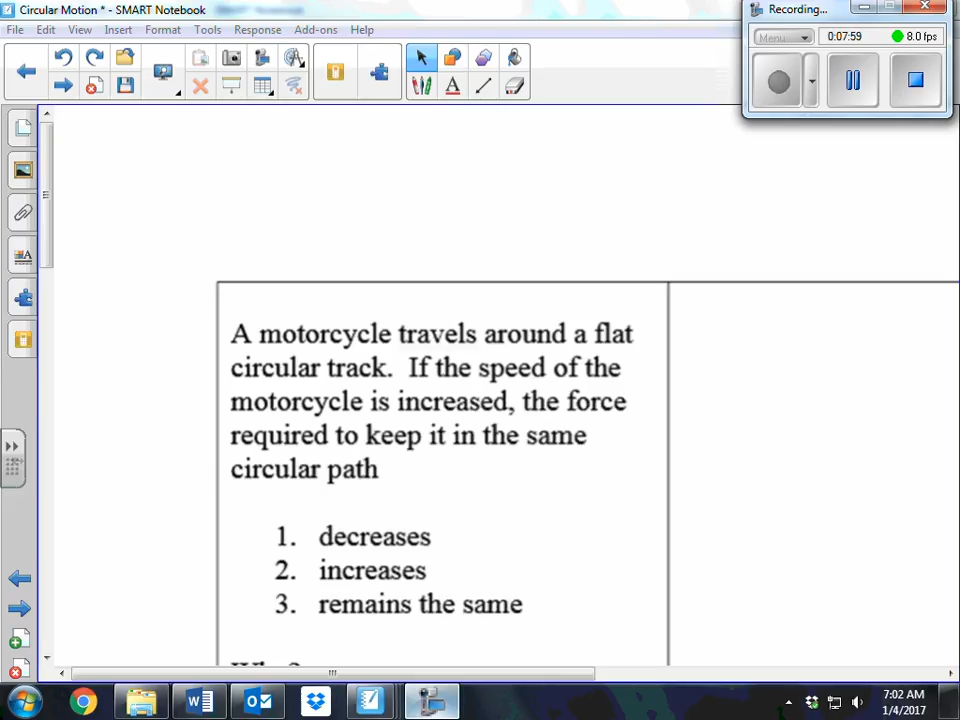 Circular Motion * - SMART Notebook
Recording...
File Edit View Insert Format Tools Response Add-ons Help
Menu 0:07:59 8.0 fps
A motorcycle travels around a flat
circular track. If the speed of the
motorcycle is increased, the force
required to keep it in the same
circular path
1. decreases
2. increases
3. remains the same
7:02 AM
1/4/2017